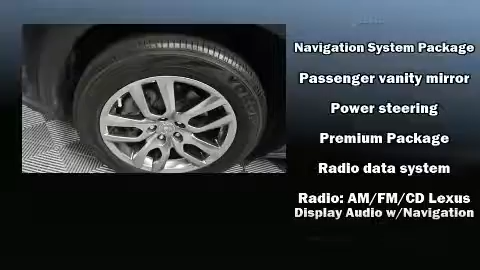 Navigation System Package
Passenger vanity mirror
Power steering
Premium Package
Radio data system
Radio: AM/FM/CD Lexus
Display Audio w/Navigation